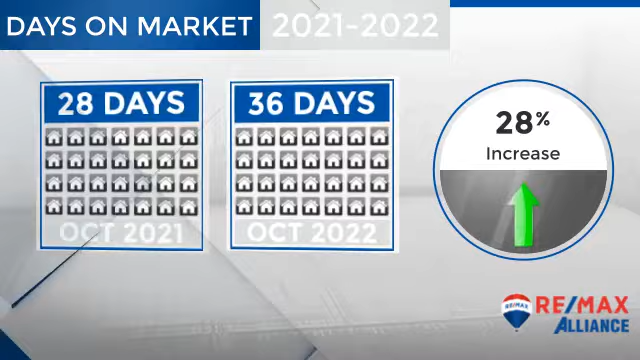 DAYS ON MARKET 2021-2022
28 DAYS
OCT 2021
36 DAYS
OCT 2022
28%
Increase
RE/MAX
RE/MAX
ALLIANCE